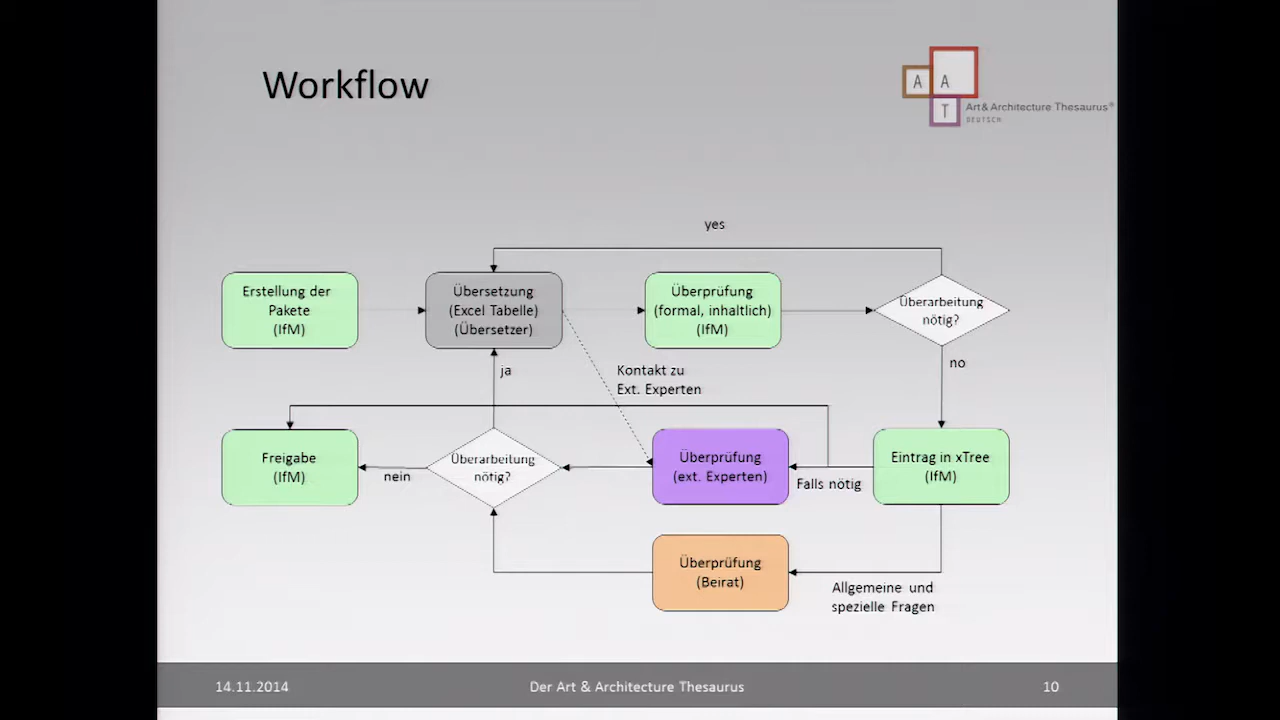 Workflow
A A
T
Art & Architecture Thesaurus®
DEUTSCH
yes
Erstellung der
Pakete
(IfM)
Übersetzung
(Excel Tabelle)
(Übersetzer)
Überprüfung
(formal, inhaltlich)
(IfM)
Überarbeitung
nötig?
ja
Kontakt zu
Ext. Experten
no
Freigabe
(IfM)
nein
Überarbeitung
nötig?
Überprüfung
(ext. Experten)
Falls nötig
Eintrag in xTree
(IfM)
Überprüfung
(Beirat)
Allgemeine und
spezielle Fragen
14.11.2014
Der Art & Architecture Thesaurus
10